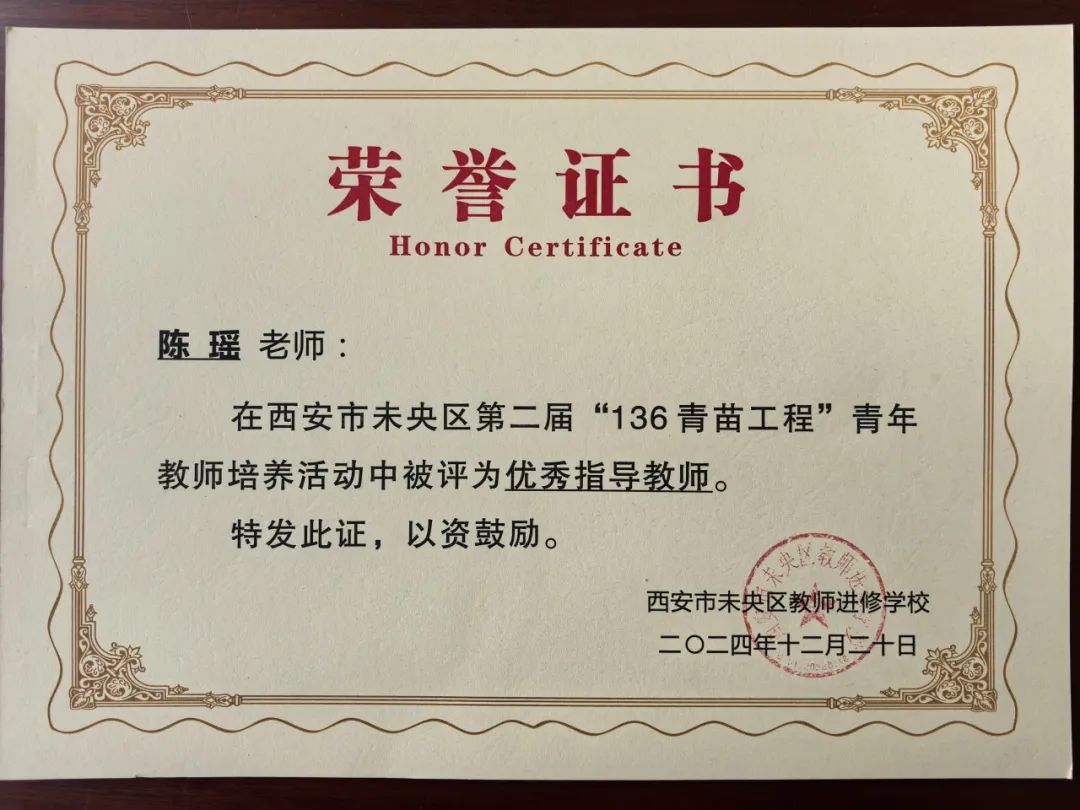 荣誉证书
Honor Certificate
陈 瑶 老师：
在西安市未央区第二届“136青苗工程”青年
教师培养活动中被评为优秀指导教师。
特发此证，以资鼓励。
西安市未央区教师进修学校
二〇二四年十二月二十日